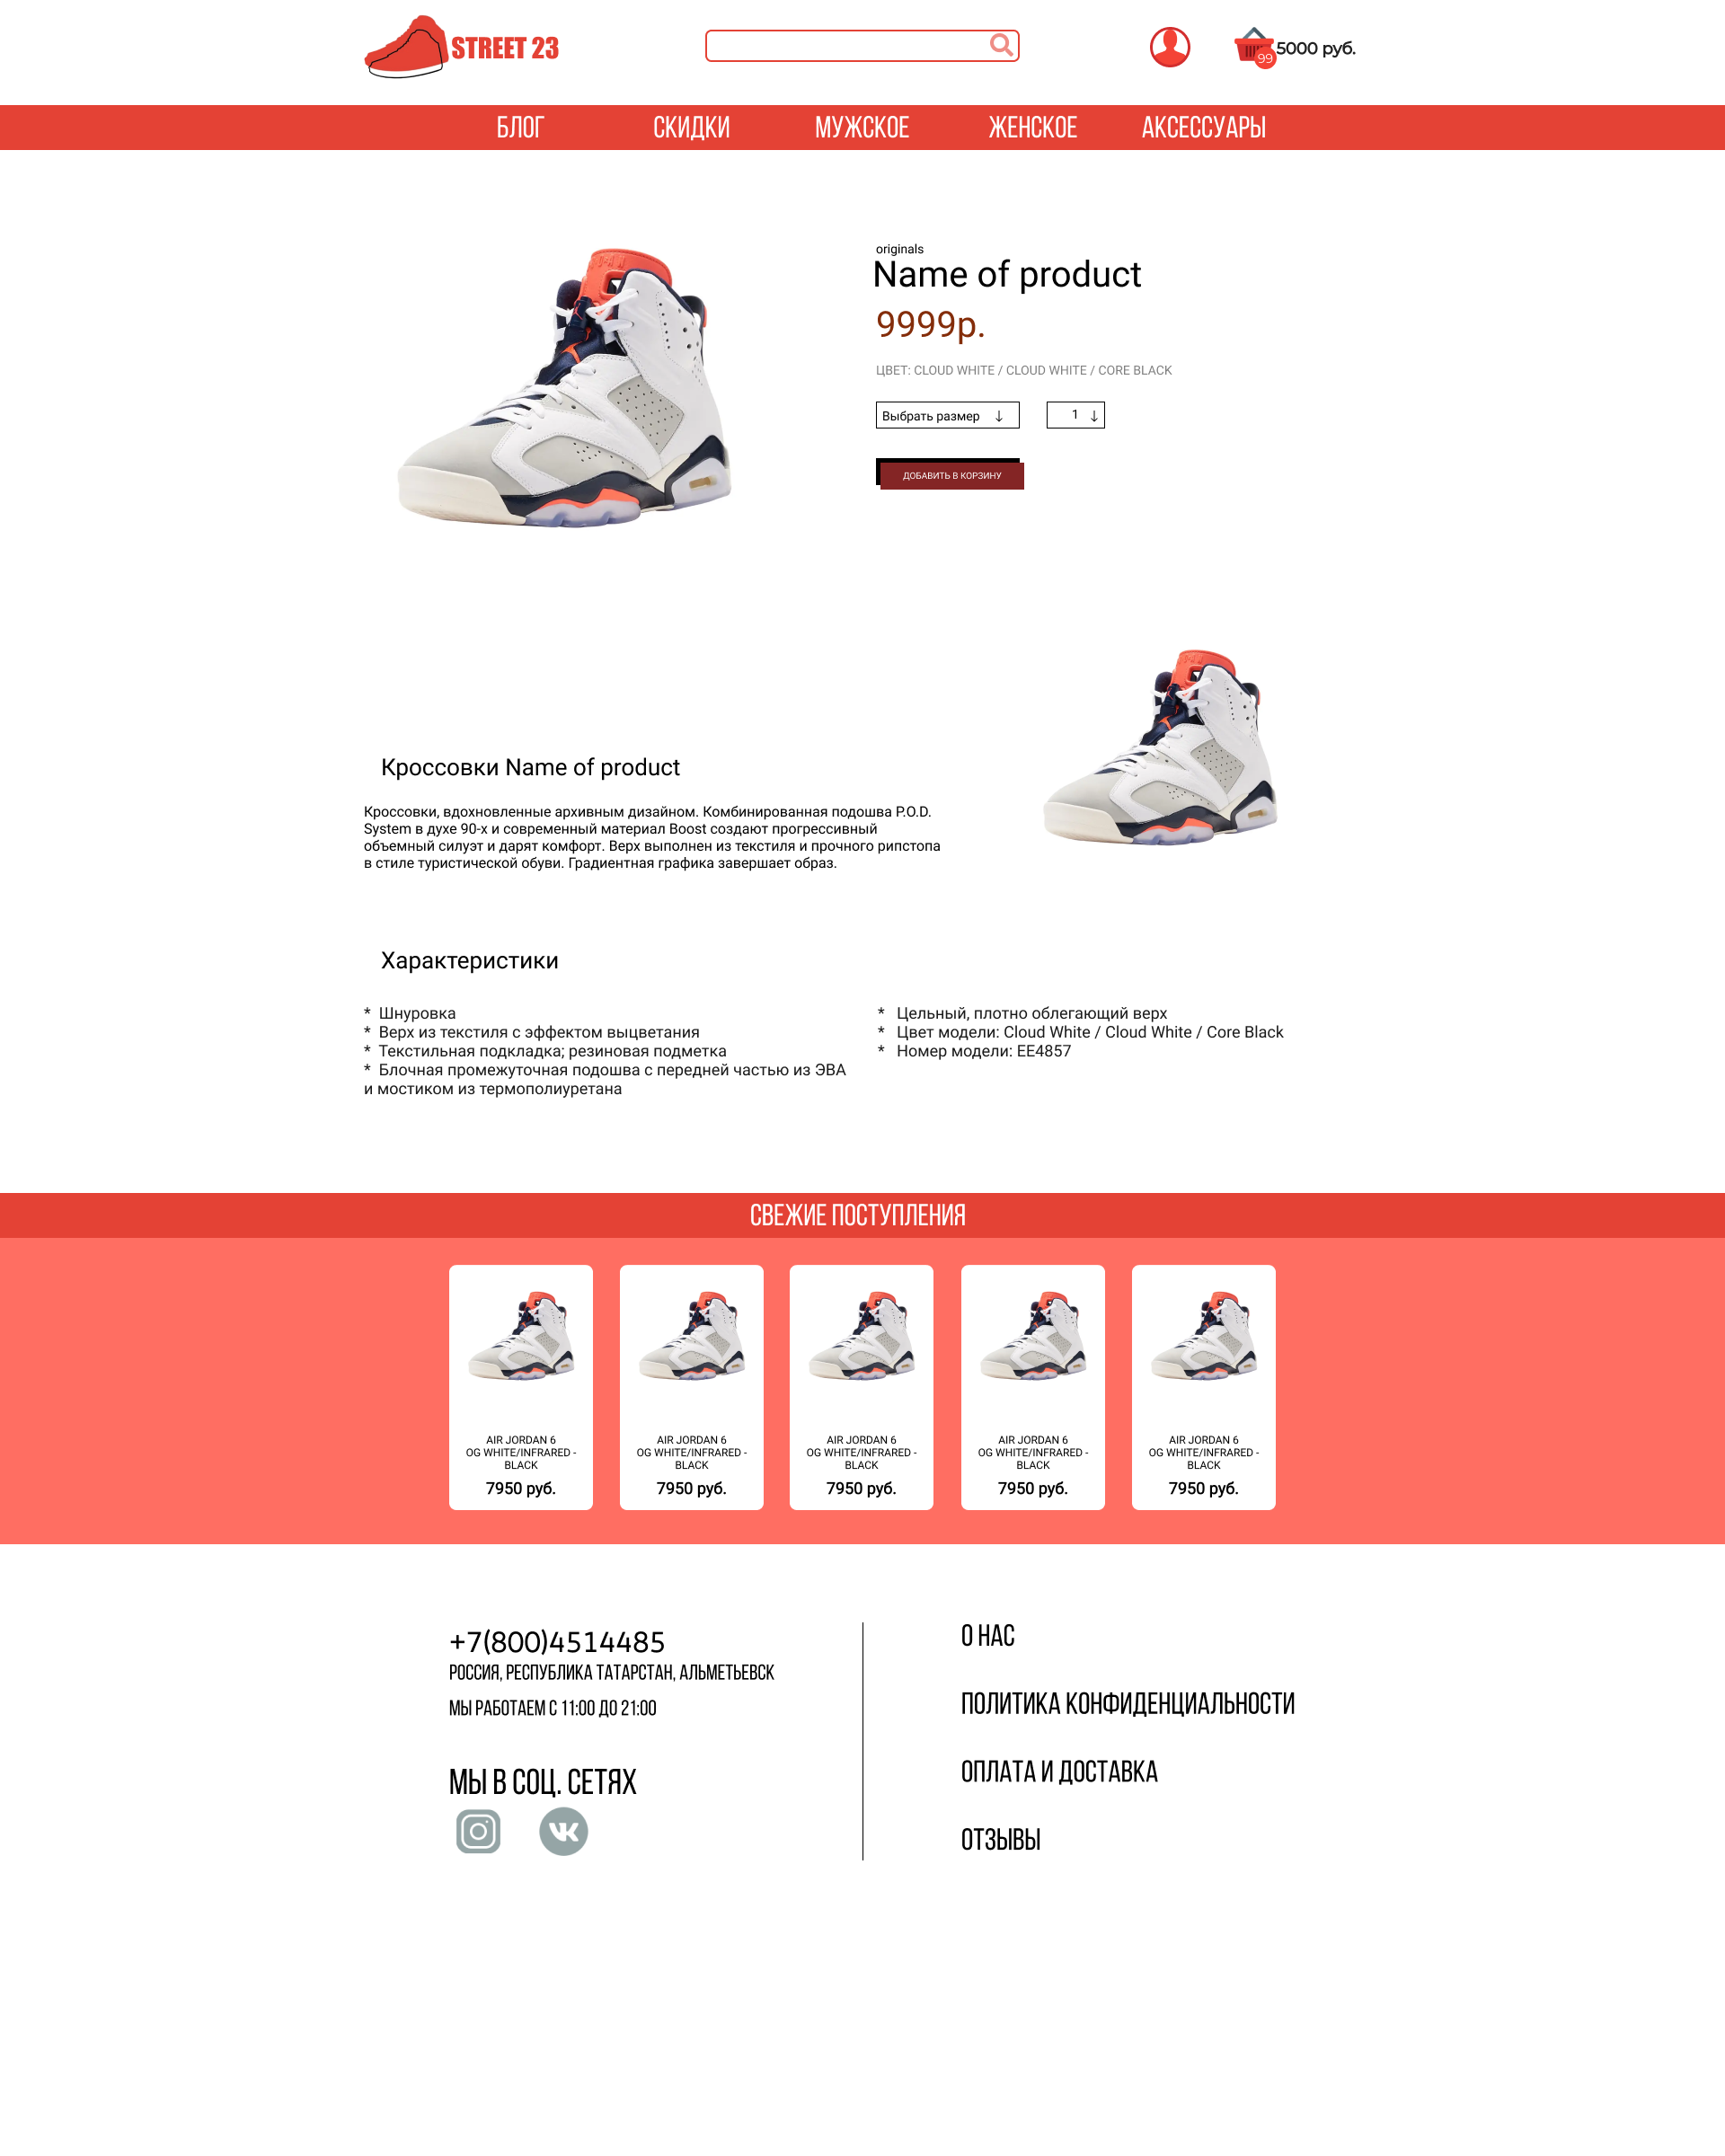 STREET 23
99
5000 руб.
БЛОГ
СКИДКИ
МУЖСКОЕ
ЖЕНСКОЕ
АКСЕССУАРЫ
originals
Name of product
9999р.
ЦВЕТ: CLOUD WHITE / CLOUD WHITE / CORE BLACK
Выбрать размер ↓
1 ↓
ДОБАВИТЬ В КОРЗИНУ
Кроссовки Name of product
Кроссовки, вдохновленные архивным дизайном. Комбинированная подошва P.O.D.
System в духе 90-х и современный материал Boost создают прогрессивный
объемный силуэт и дарят комфорт. Верх выполнен из текстиля и прочного рипстопа
в стиле туристической обуви. Градиентная графика завершает образ.
Характеристики
* Шнуровка
* Верх из текстиля с эффектом выцветания
* Текстильная подкладка; резиновая подметка
* Блочная промежуточная подошва с передней частью из ЭВА
и мостиком из термополиуретана
* Цельный, плотно облегающий верх
* Цвет модели: Cloud White / Cloud White / Core Black
* Номер модели: EE4857
СВЕЖИЕ ПОСТУПЛЕНИЯ
AIR JORDAN 6
OG WHITE/INFRARED -
BLACK
7950 руб.
AIR JORDAN 6
OG WHITE/INFRARED -
BLACK
7950 руб.
AIR JORDAN 6
OG WHITE/INFRARED -
BLACK
7950 руб.
AIR JORDAN 6
OG WHITE/INFRARED -
BLACK
7950 руб.
AIR JORDAN 6
OG WHITE/INFRARED -
BLACK
7950 руб.
+7(800)4514485
РОССИЯ, РЕСПУБЛИКА ТАТАРСТАН, АЛЬМЕТЬЕВСК
МЫ РАБОТАЕМ С 11:00 ДО 21:00
МЫ В СОЦ. СЕТЯХ
О НАС
ПОЛИТИКА КОНФИДЕНЦИАЛЬНОСТИ
ОПЛАТА И ДОСТАВКА
ОТЗЫВЫ